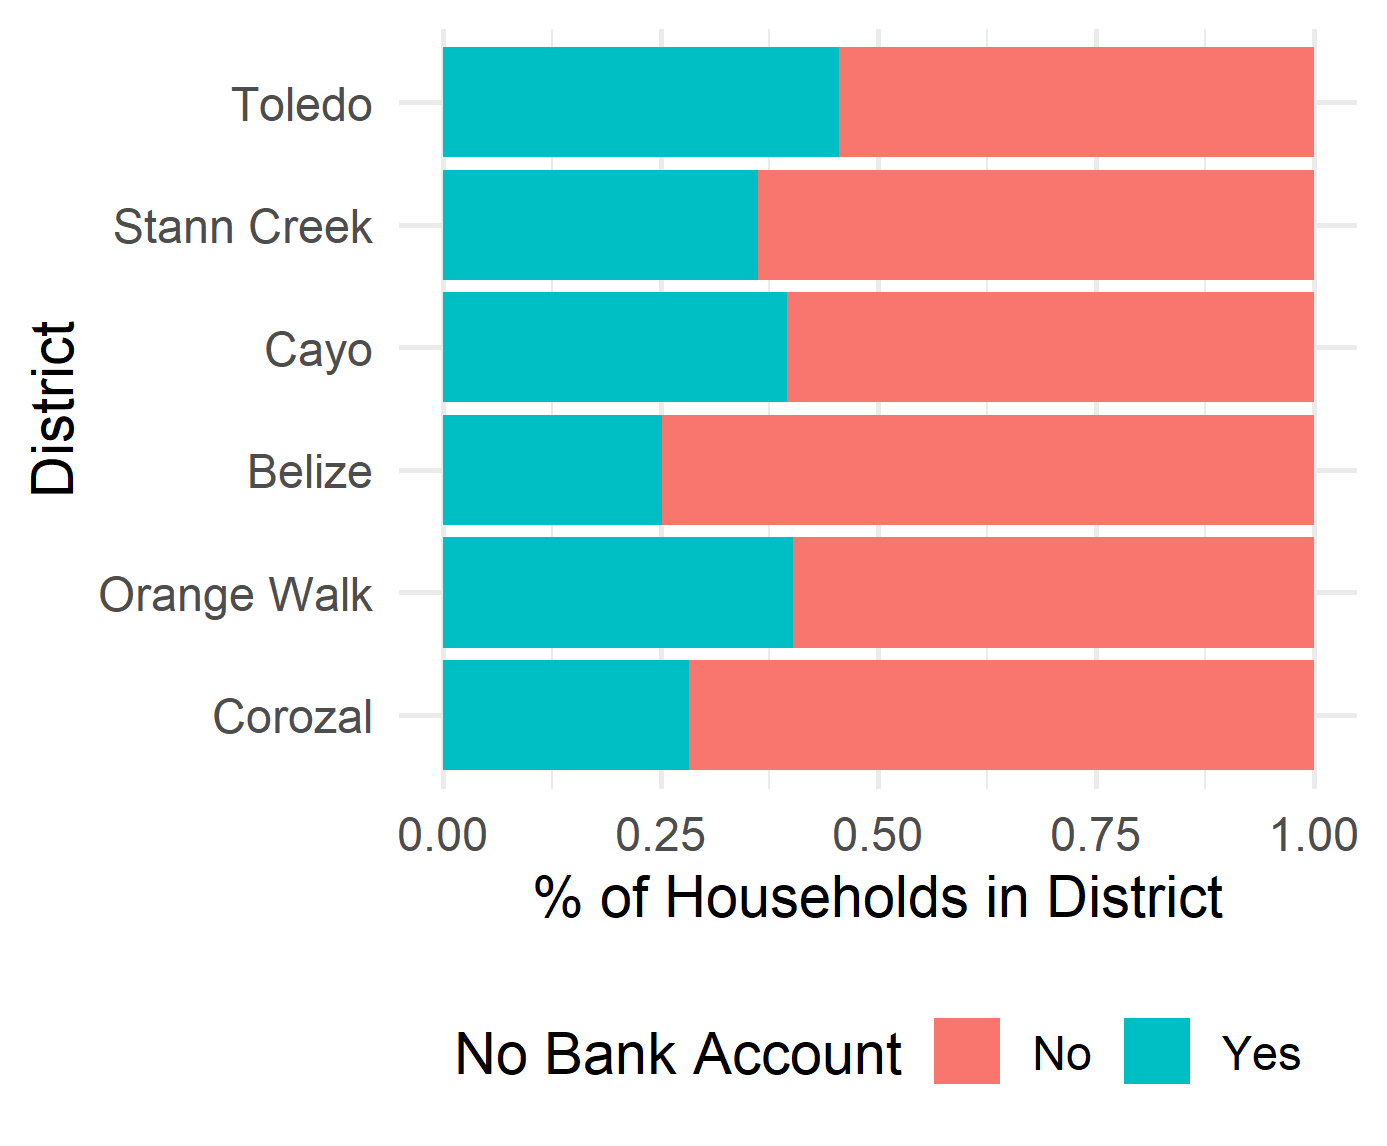 Toledo
Stann Creek
Cayo
Belize
Orange Walk
Corozal
District
0.00 0.25 0.50 0.75 1.00
% of Households in District
No Bank Account No Yes